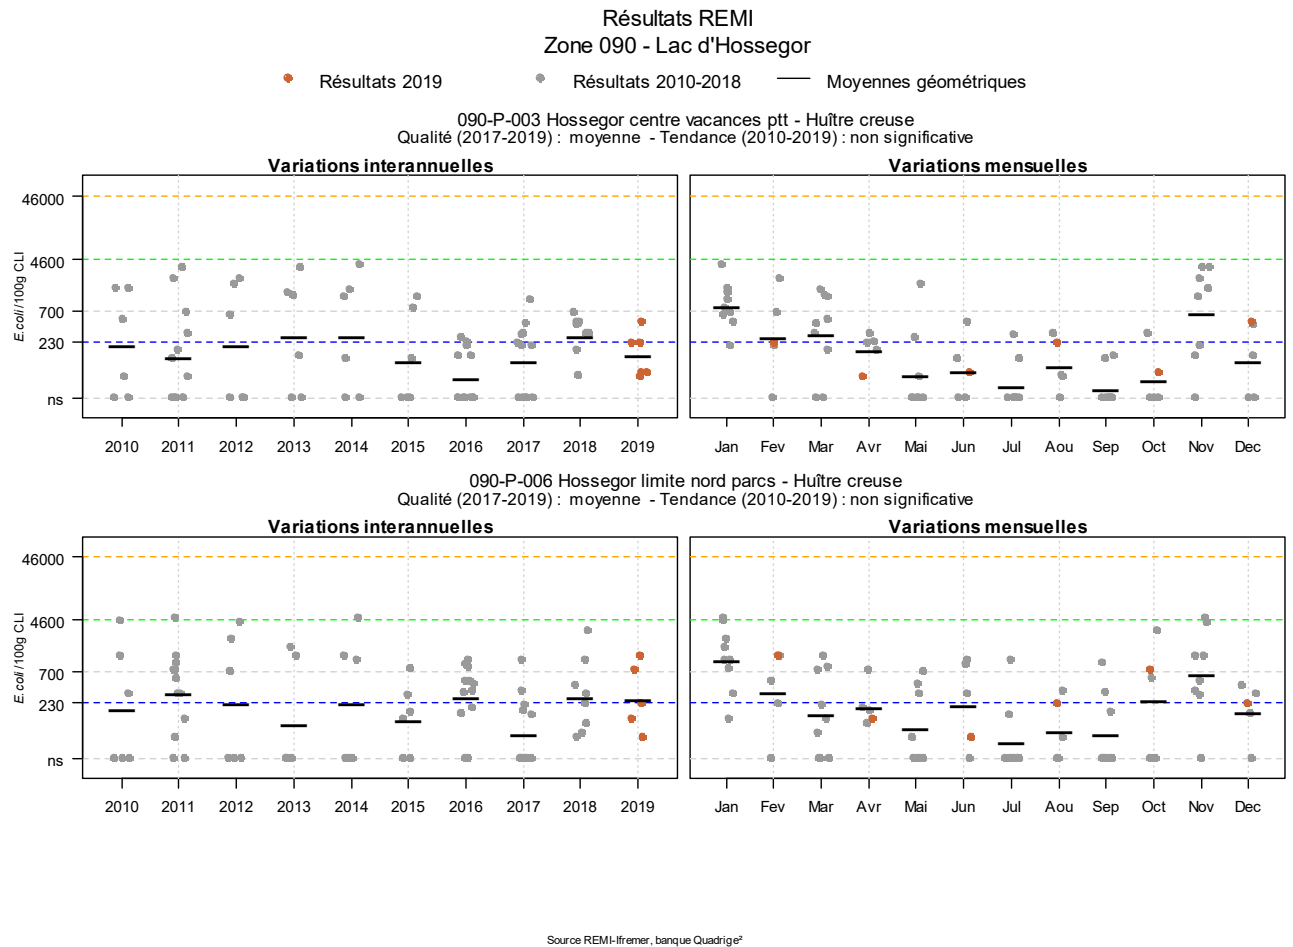 Résultats REMI
Zone 090 - Lac d'Hossegor
Résultats 2019 Résultats 2010-2018 Moyennes géométriques
090-P-003 Hossegor centre vacances ptt - Huître creuse
Qualité (2017-2019) : moyenne - Tendance (2010-2019) : non significative
Variations interannuelles Variations mensuelles
E.coli/100g CLI
46000
4600
700
230
ns
2010 2011 2012 2013 2014 2015 2016 2017 2018 2019 Jan Fev Mar Avr Mai Jun Jul Aou Sep Oct Nov Dec
090-P-006 Hossegor limite nord parcs - Huître creuse
Qualité (2017-2019) : moyenne - Tendance (2010-2019) : non significative
Variations interannuelles Variations mensuelles
E.coli/100g CLI
46000
4600
700
230
ns
2010 2011 2012 2013 2014 2015 2016 2017 2018 2019 Jan Fev Mar Avr Mai Jun Jul Aou Sep Oct Nov Dec
Source REMI-Ifremer, banque Quadrige²